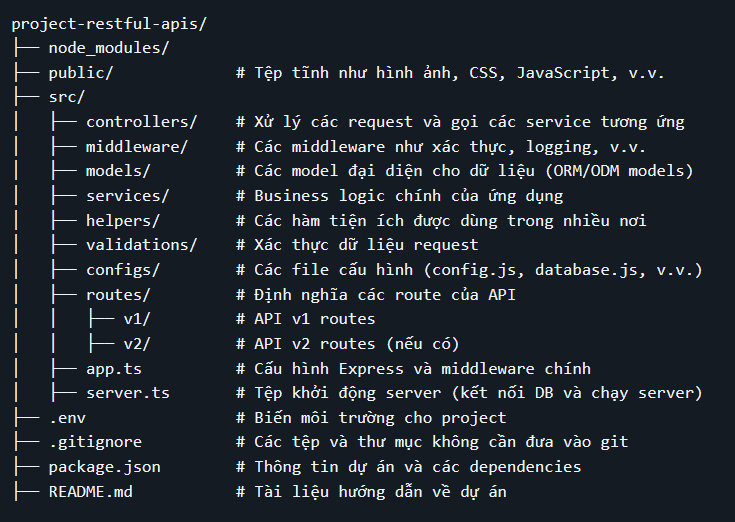 project-restful-apis/
├── node_modules/
├── public/             # Tệp tĩnh như hình ảnh, CSS, JavaScript, v.v.
├── src/
│   ├── controllers/    # Xử lý các request và gọi các service tương ứng
│   ├── middleware/     # Các middleware như xác thực, logging, v.v.
│   ├── models/         # Các model đại diện cho dữ liệu (ORM/ODM models)
│   ├── services/       # Business logic chính của ứng dụng
│   ├── helpers/        # Các hàm tiện ích được dùng trong nhiều nơi
│   ├── validations/    # Xác thực dữ liệu request
│   ├── configs/        # Các file cấu hình (config.js, database.js, v.v.)
│   ├── routes/         # Định nghĩa các route của API
│   │   ├── v1/         # API v1 routes
│   │   ├── v2/         # API v2 routes (nếu có)
│   ├── app.ts          # Cấu hình Express và middleware chính
│   ├── server.ts       # Tệp khởi động server (kết nối DB và chạy server)
├── .env                # Biến môi trường cho project
├── .gitignore          # Các tệp và thư mục không cần đưa vào git
├── package.json        # Thông tin dự án và các dependencies
├── README.md           # Tài liệu hướng dẫn về dự án